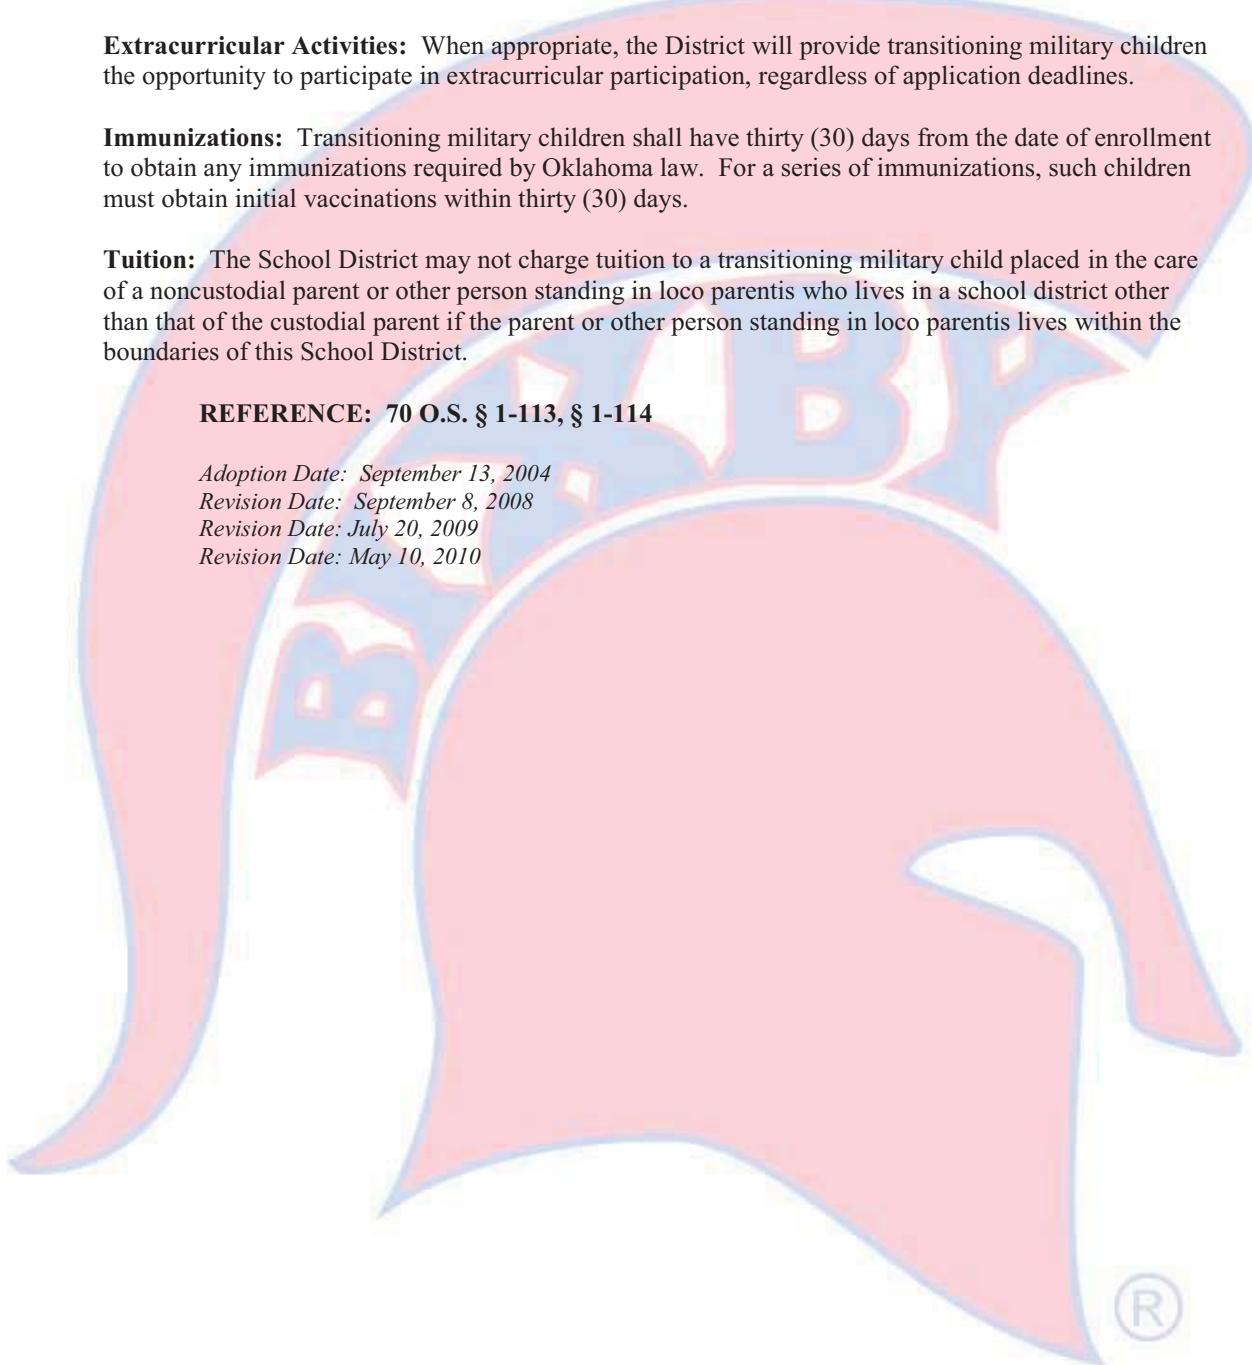 Extracurricular Activities: When appropriate, the District will provide transitioning military children
the opportunity to participate in extracurricular participation, regardless of application deadlines.
Immunizations: Transitioning military children shall have thirty (30) days from the date of enrollment
to obtain any immunizations required by Oklahoma law. For a series of immunizations, such children
must obtain initial vaccinations within thirty (30) days.
Tuition: The School District may not charge tuition to a transitioning military child placed in the care
of a noncustodial parent or other person standing in loco parentis who lives in a school district other
than that of the custodial parent if the parent or other person standing in loco parentis lives within the
boundaries of this School District.
REFERENCE: 70 O.S. § 1-113, § 1-114
Adoption Date: September 13, 2004
Revision Date: September 8, 2008
Revision Date: July 20, 2009
Revision Date: May 10, 2010
BIXBY
®